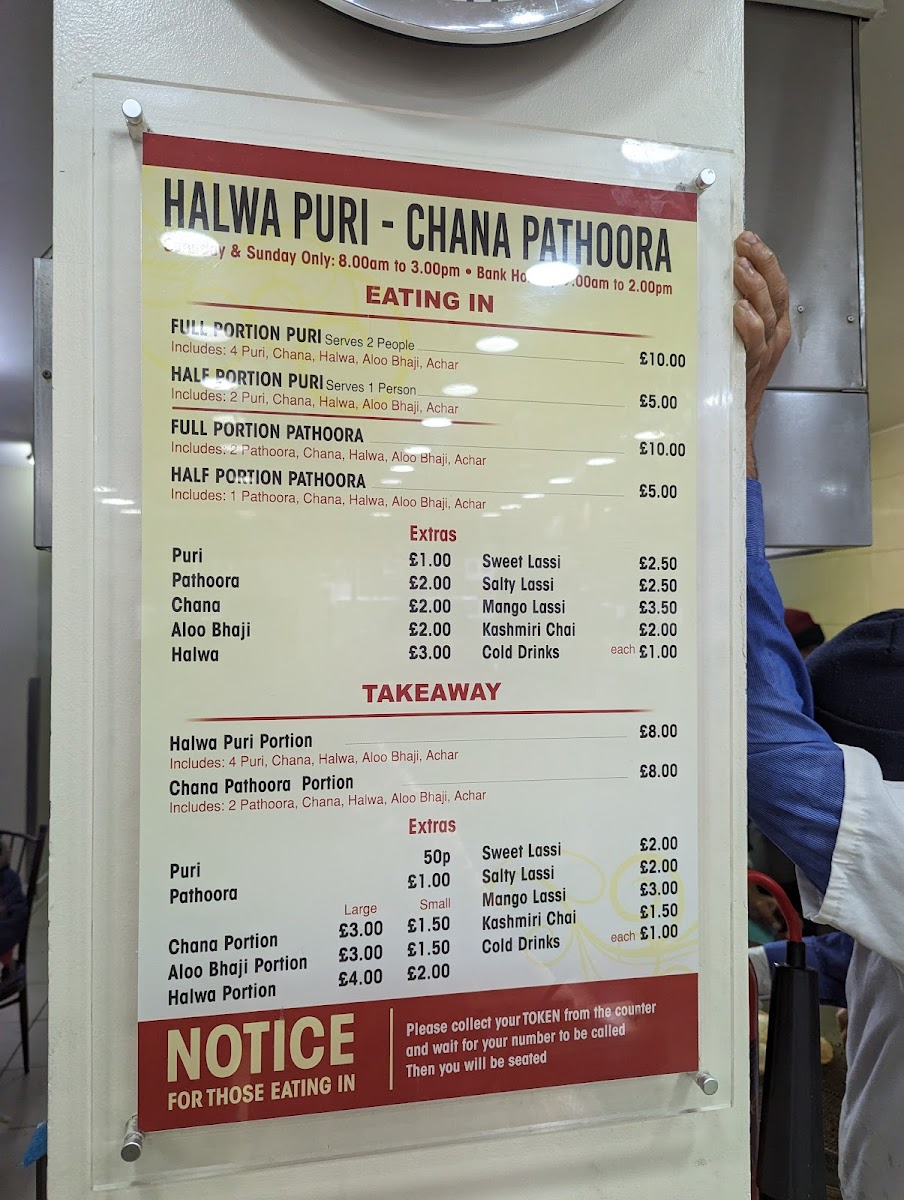 HALWA PURI - CHANA PATHOORA
& Sunday Only: 8.00am to 3.00pm • Bank to 2.00pm
EATING IN
FULL PORTION PURI Serves 2 People £10.00
Includes: 4 Puri, Chana, Halwa, Aloo Bhaji, Achar
HALF PORTION PURI Serves 1 Person £5.00
Includes: 2 Puri, Chana, Halwa, Aloo Bhaji, Achar
FULL PORTION PATHOORA £10.00
Includes: 2 Pathoora, Chana, Halwa, Aloo Bhaji, Achar
HALF PORTION PATHOORA £5.00
Includes: 1 Pathoora, Chana, Halwa, Aloo Bhaji, Achar
Extras
Puri £1.00 Sweet Lassi £2.50
Pathoora £2.00 Salty Lassi £2.50
Chana £2.00 Mango Lassi £3.50
Aloo Bhaji £2.00 Kashmiri Chai £2.00
Halwa £3.00 Cold Drinks each £1.00
TAKEAWAY
Halwa Puri Portion £8.00
Includes: 4 Puri, Chana, Halwa, Aloo Bhaji, Achar
Chana Pathoora Portion £8.00
Includes: 2 Pathoora, Chana, Halwa, Aloo Bhaji, Achar
Extras
Puri 50p Sweet Lassi £2.00
Pathoora £1.00 Salty Lassi £2.00
Large Small Mango Lassi £3.00
Chana Portion £3.00 £1.50 Kashmiri Chai £1.50
Aloo Bhaji Portion £3.00 £1.50 Cold Drinks each £1.00
Halwa Portion £4.00 £2.00
NOTICE
FOR THOSE EATING IN
Please collect your TOKEN from the counter
and wait for your number to be called
Then you will be seated